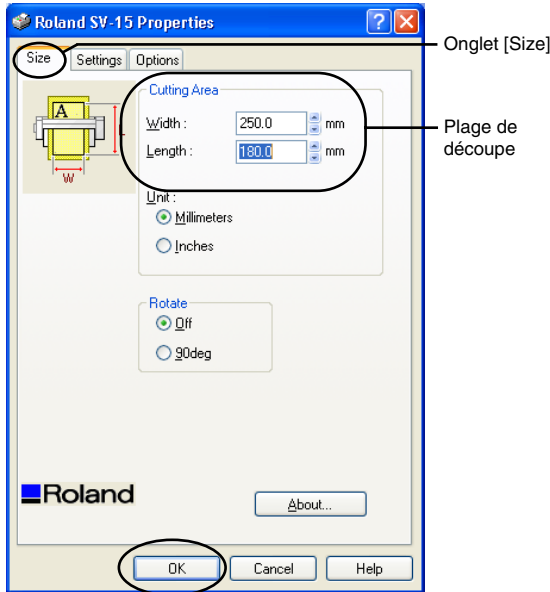 Roland SV-15 Properties
Onglet [Size]
Size Settings Options
Cutting Area
A
L
W
Width : 250.0 mm
Plage de
découpe
Length : 180.0 mm
Unit :
Millimeters
Inches
Rotate
Off
90deg
Roland
About...
OK Cancel Help